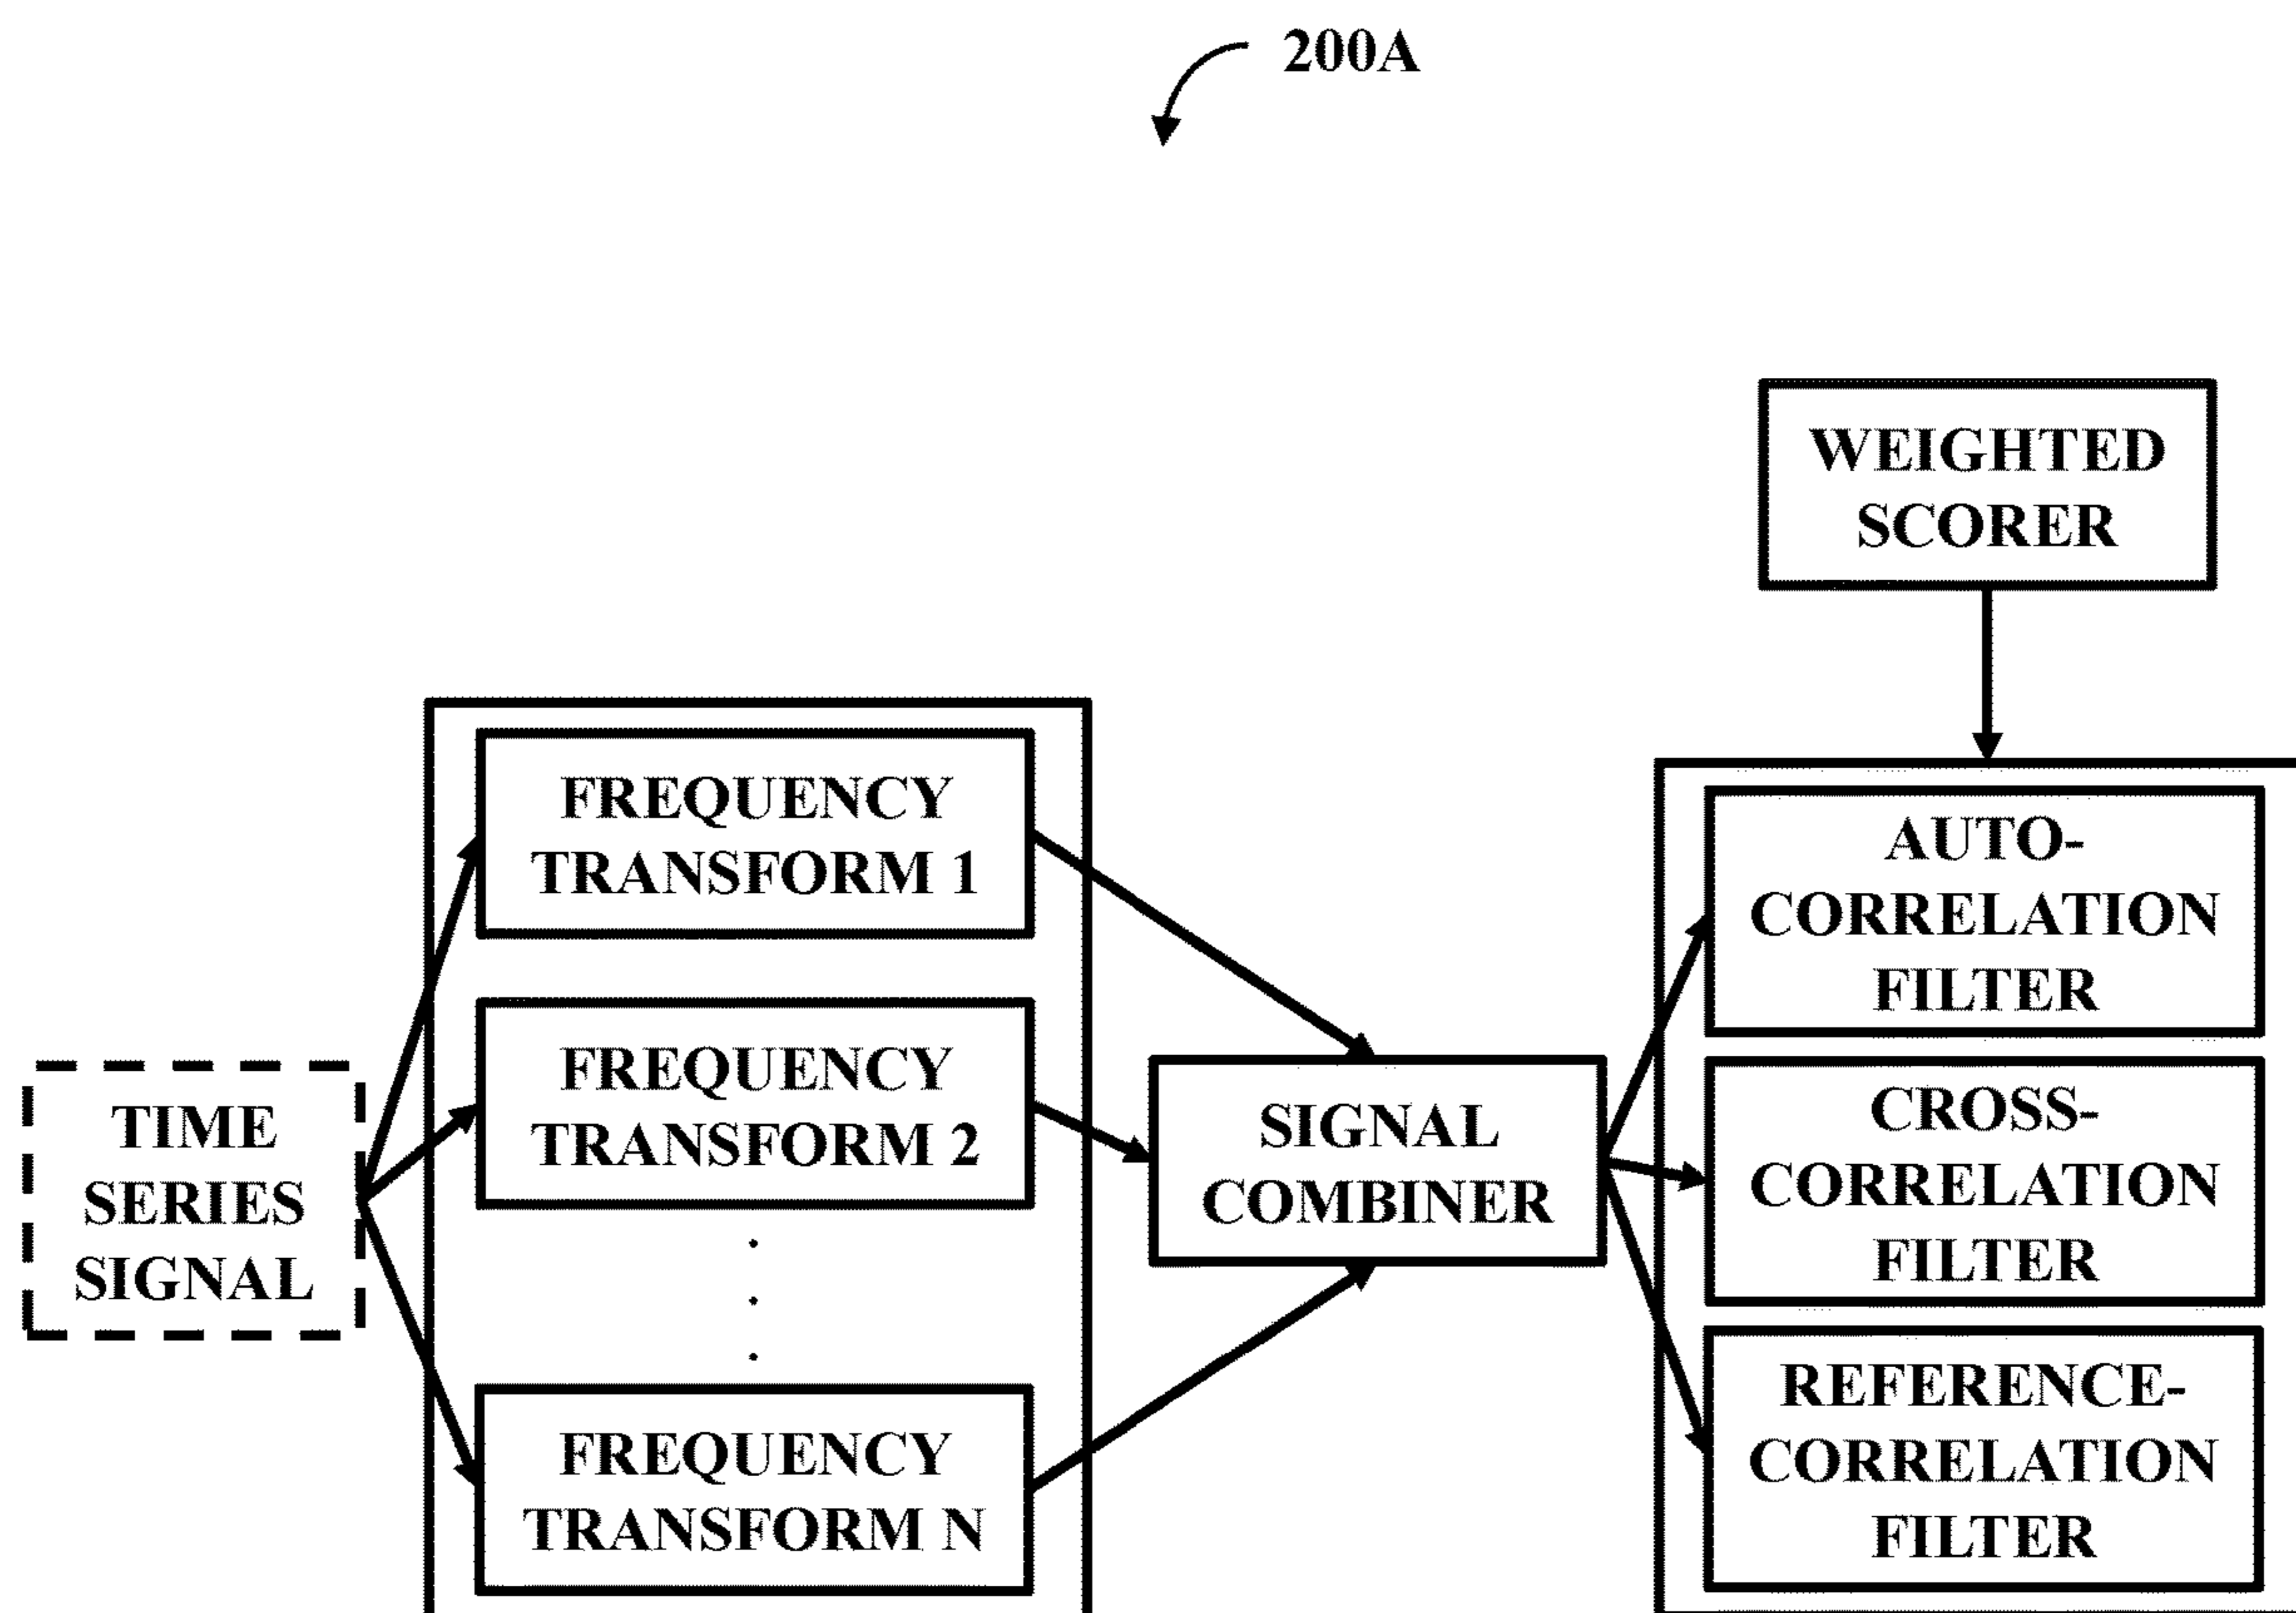 200A
WEIGHTED
SCORER
FREQUENCY
TRANSFORM 1
FREQUENCY
TRANSFORM 2
FREQUENCY
TRANSFORM N
TIME
SERIES
SIGNAL
SIGNAL
COMBINER
AUTO-
CORRELATION
FILTER
CROSS-
CORRELATION
FILTER
REFERENCE-
CORRELATION
FILTER